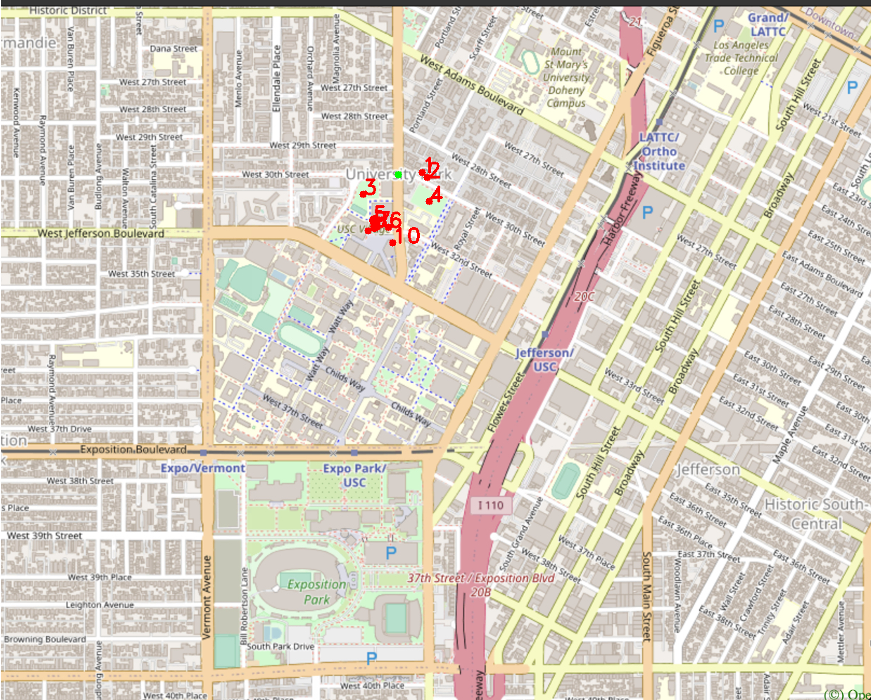 Historic District
Grand/
LATTC
Downtown
Portland St
Scarff Street
Figueroa St
21
P
Los Angeles
Trade-Technical
College
Mount
St Mary's
University
Doheny
Campus
Dana Street
Van Buren Place
Menlo Avenue
Ellendale Place
Orchard Avenue
Magnolia Avenue
West Adams Boulevard
South Hill Street
West 27th Street
West 27th Street
P
Kenwood Avenue
Raymond Avenue
West 28th Street
West 28th Street
Portland Street
West 21st Street
West 29th Street
West 29th Street
West 27th Street
LATTC/
Ortho
Institute
Van Buren Place
Budlong Avenue
Walton Avenue
South Catalina Street
West 28th Street
West 30th Street
University Park
1
2
3
4
5
6
10
Broadway
P
East 24th Street
East 25th Street
East Adams Boulevard
Royal Street
West 30th Street
West 32nd Street
Harbor Freeway
West Jefferson Boulevard
West 35th Street
East 27th Street
East 28th Street
20C
South Hill Street
Watt Way
Watt Way
Jefferson/
USC
East 29th Street
East 30th Street
East 31st Street
East 32nd Street
Broadway
Raymond Avenue
Childs Way
West 33rd Street
Childs Way
Flower Street
West 37th Street
West 37th Drive
Maple Avenue
Exposition Boulevard
Expo/Vermont
Expo Park/
USC
South Hill Street
Broadway
Jefferson
East 35th Street
East 36th Street
West 38th Street
I 110
Historic South-
Central
East 36th Place
West 39th Street
South Grand Avenue
West 37th Place
West 38th Street
P
East 37th Street
East 36th Street
West 39th Place
37th Street / Exposition Blvd
20B
Exposition
Park
Leighton Avenue
Vermont Avenue
Bill Robertson Lane
South Main Street
Woodlawn Avenue
Wall Street
Crawford Street
Trinity Street
Adair Street
East 38th Street
Mettler Avenue
Browning Boulevard
South Park Drive
P
West 40th Place
West 40th Place